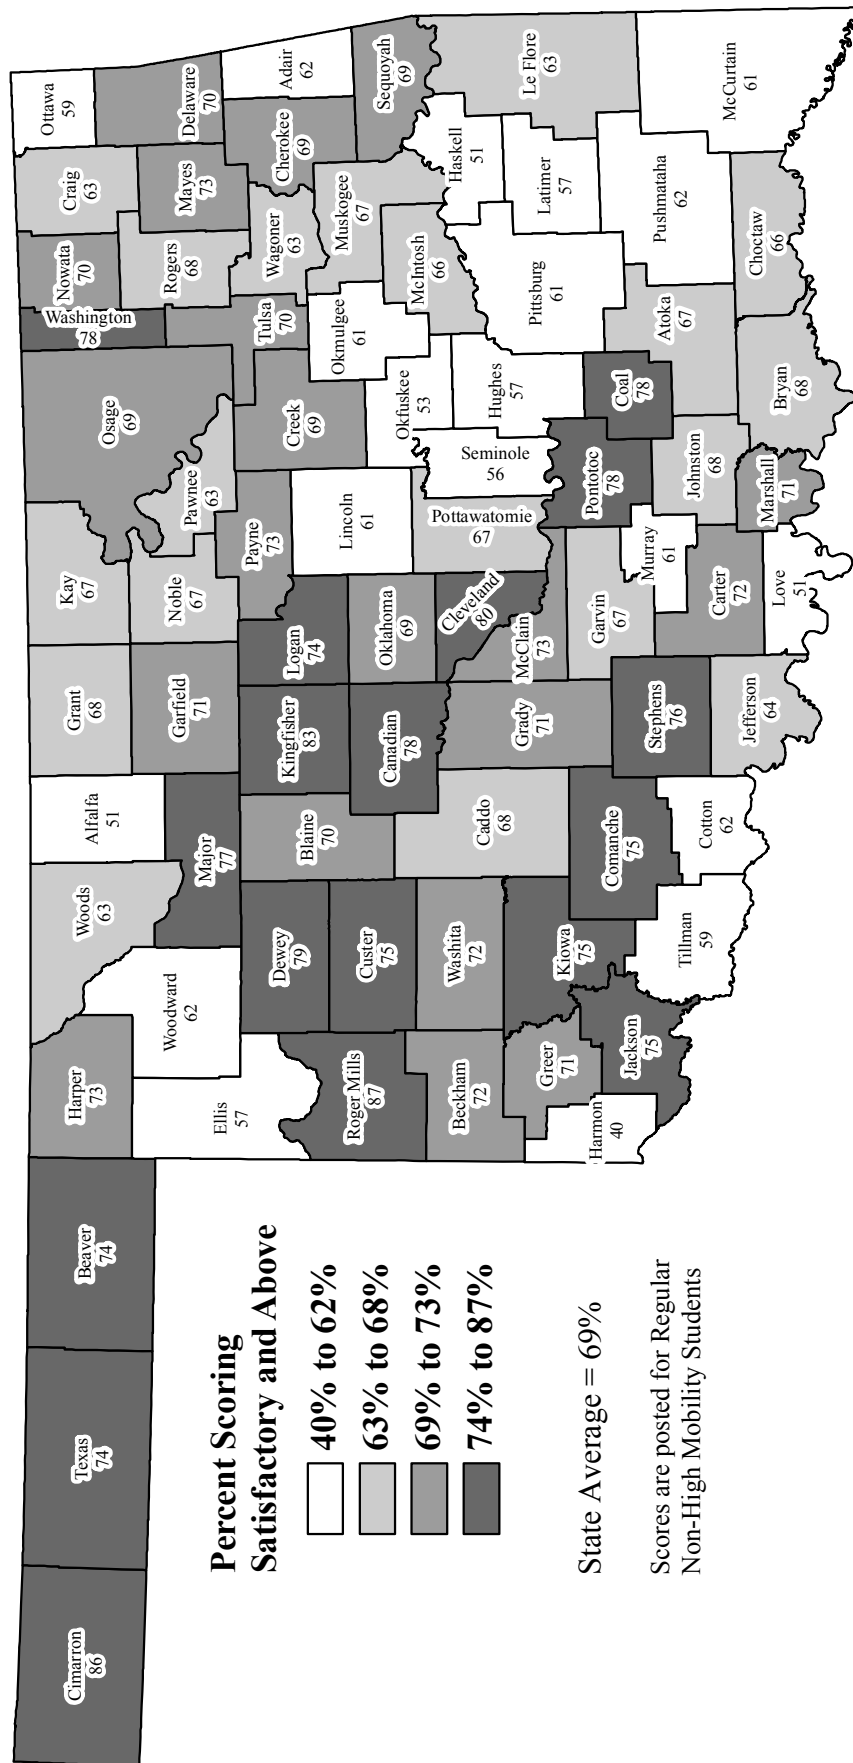 Cimarron
86
Texas
74
Beaver
74
Harper
73
Woods
63
Alfalfa
51
Grant
68
Kay
67
Osage
69
Washington
78
Nowata
70
Craig
63
Ottawa
59
Ellis
57
Woodward
62
Major
77
Garfield
71
Noble
67
Pawnee
63
Rogers
68
Mayes
73
Delaware
70
Roger Mills
87
Dewey
79
Blaine
70
Kingfisher
83
Logan
74
Payne
73
Creek
69
Tulsa
70
Wagoner
63
Cherokee
69
Adair
62
Custer
75
Canadian
78
Oklahoma
69
Lincoln
61
Okfuskee
53
Okmulgee
61
Muskogee
67
Sequoyah
69
Beckham
72
Washita
72
Caddo
68
Grady
71
Cleveland
80
McClain
73
Pottawatomie
67
Seminole
56
Hughes
57
McIntosh
66
Haskell
51
Le Flore
63
Harmon
40
Greer
71
Kiowa
75
Comanche
75
Stephens
76
Garvin
67
Pontotoc
78
Coal
78
Pittsburg
61
Latimer
57
Jackson
75
Tillman
59
Cotton
62
Jefferson
64
Murray
61
Carter
72
Johnston
68
Atoka
67
Pushmataha
62
McCurtain
61
Love
51
Marshall
71
Bryan
68
Choctaw
66
Percent Scoring
Satisfactory and Above
40% to 62%
63% to 68%
69% to 73%
74% to 87%
State Average = 69%
Scores are posted for Regular
Non-High Mobility Students